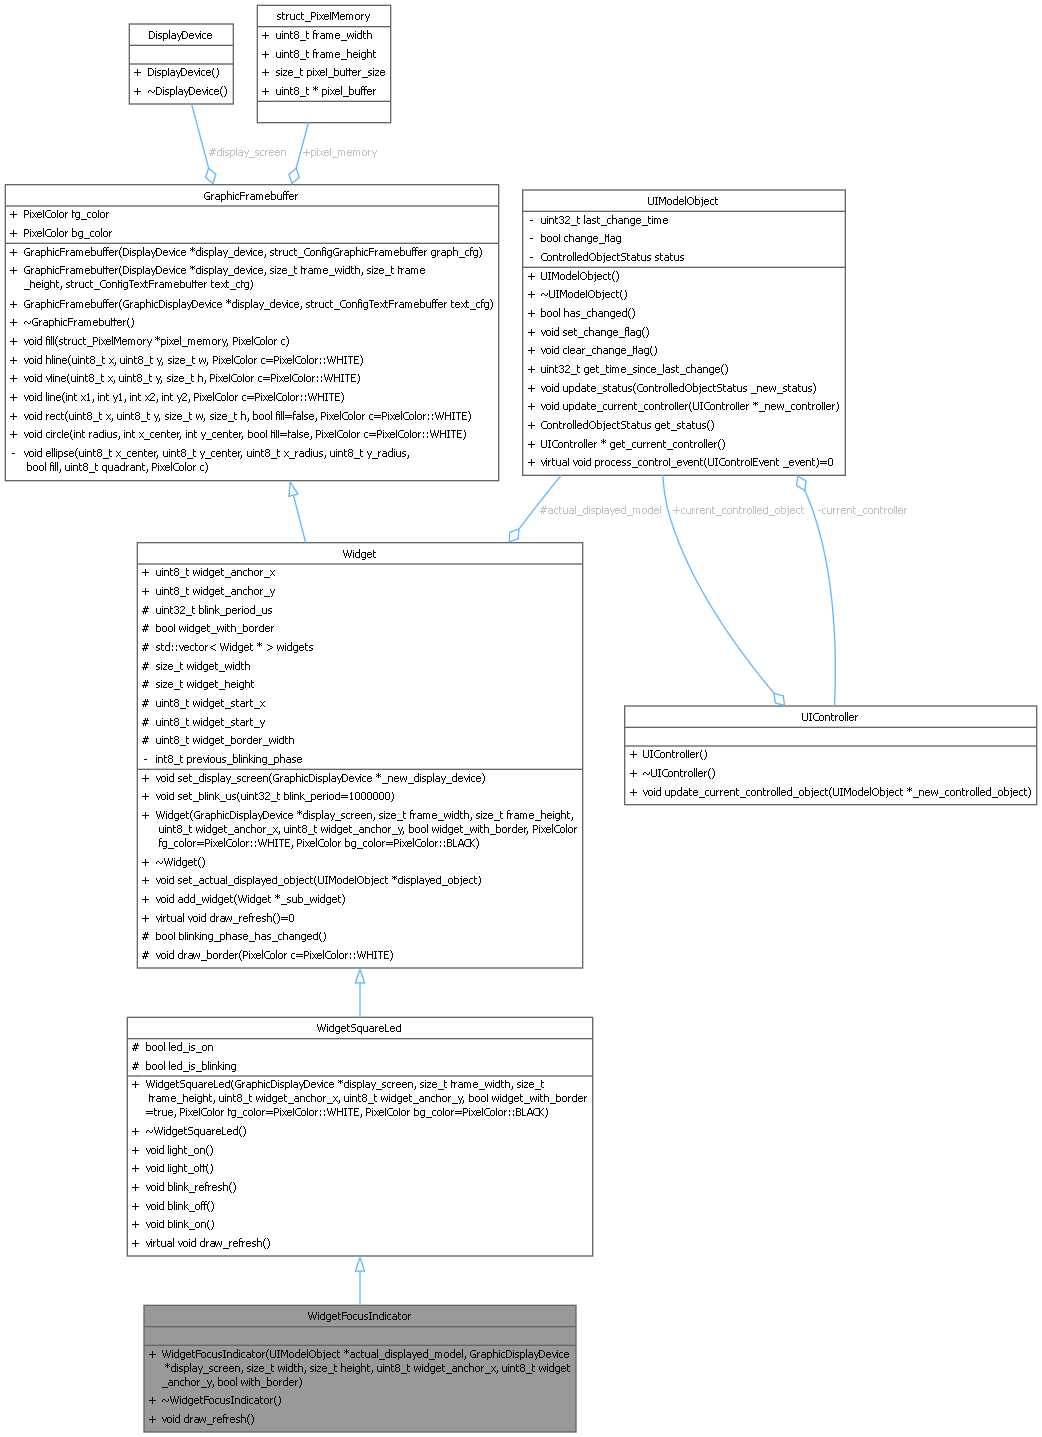 DisplayDevice
+ DisplayDevice()
+ ~DisplayDevice()
struct_PixelMemory
+ uint8_t frame_width
+ uint8_t frame_height
+ size_t pixel_buffer_size
+ uint8_t * pixel_buffer
#display_screen
+pixel_memory
GraphicFramebuffer
+ PixelColor fg_color
+ PixelColor bg_color
+ GraphicFramebuffer(DisplayDevice *display_device, struct_ConfigGraphicFramebuffer graph_cfg)
+ GraphicFramebuffer(DisplayDevice *display_device, size_t frame_width, size_t frame
_height, struct_ConfigTextFramebuffer text_cfg)
+ GraphicFramebuffer(GraphicDisplayDevice *display_device, struct_ConfigTextFramebuffer text_cfg)
+ ~GraphicFramebuffer()
+ void fill(struct_PixelMemory *pixel_memory, PixelColor c)
+ void hline(uint8_t x, uint8_t y, size_t w, PixelColor c=PixelColor::WHITE)
+ void vline(uint8_t x, uint8_t y, size_t h, PixelColor c=PixelColor::WHITE)
+ void line(int x1, int y1, int x2, int y2, PixelColor c=PixelColor::WHITE)
+ void rect(uint8_t x, uint8_t y, size_t w, size_t h, bool fill=false, PixelColor c=PixelColor::WHITE)
+ void circle(int radius, int x_center, int y_center, bool fill=false, PixelColor c=PixelColor::WHITE)
- void ellipse(uint8_t x_center, uint8_t y_center, uint8_t x_radius, uint8_t y_radius,
bool fill, uint8_t quadrant, PixelColor c)
UIModelObject
- uint32_t last_change_time
- bool change_flag
- ControlledObjectStatus status
+ UIModelObject()
+ ~UIModelObject()
+ bool has_changed()
+ void set_change_flag()
+ void clear_change_flag()
+ uint32_t get_time_since_last_change()
+ void update_status(ControlledObjectStatus _new_status)
+ void update_current_controller(UIController *_new_controller)
+ ControlledObjectStatus get_status()
+ UIController * get_current_controller()
+ virtual void process_control_event(UIControlEvent _event)=0
#actual_displayed_model
+current_controlled_object
-current_controller
Widget
+ uint8_t widget_anchor_x
+ uint8_t widget_anchor_y
# uint32_t blink_period_us
# bool widget_with_border
# std::vector< Widget * > widgets
# size_t widget_width
# size_t widget_height
# uint8_t widget_start_x
# uint8_t widget_start_y
# uint8_t widget_border_width
- int8_t previous_blinking_phase
+ void set_display_screen(GraphicDisplayDevice *_new_display_device)
+ void set_blink_us(uint32_t blink_period=1000000)
+ Widget(GraphicDisplayDevice *display_screen, size_t frame_width, size_t frame_height,
uint8_t widget_anchor_x, uint8_t widget_anchor_y, bool widget_with_border, PixelColor
fg_color=PixelColor::WHITE, PixelColor bg_color=PixelColor::BLACK)
+ ~Widget()
+ void set_actual_displayed_object(UIModelObject *displayed_object)
+ void add_widget(Widget *_sub_widget)
+ virtual void draw_refresh()=0
# bool blinking_phase_has_changed()
# void draw_border(PixelColor c=PixelColor::WHITE)
UIController
+ UIController()
+ ~UIController()
+ void update_current_controlled_object(UIModelObject *_new_controlled_object)
WidgetSquareLed
# bool led_is_on
# bool led_is_blinking
+ WidgetSquareLed(GraphicDisplayDevice *display_screen, size_t frame_width, size_t
frame_height, uint8_t widget_anchor_x, uint8_t widget_anchor_y, bool widget_with_border
=true, PixelColor fg_color=PixelColor::WHITE, PixelColor bg_color=PixelColor::BLACK)
+ ~WidgetSquareLed()
+ void light_on()
+ void light_off()
+ void blink_refresh()
+ void blink_off()
+ void blink_on()
+ virtual void draw_refresh()
WidgetFocusIndicator
+ WidgetFocusIndicator(UIModelObject *actual_displayed_model, GraphicDisplayDevice
*display_screen, size_t width, size_t height, uint8_t widget_anchor_x, uint8_t widget
_anchor_y, bool with_border)
+ ~WidgetFocusIndicator()
+ void draw_refresh()